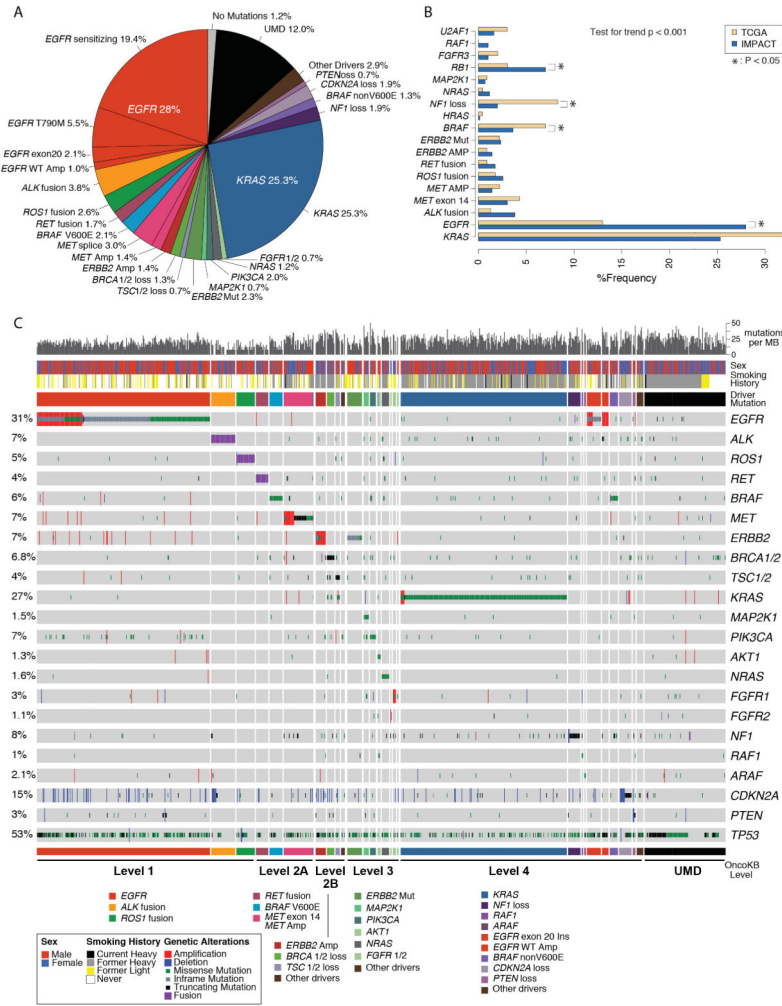 A
No Mutations 1.2%
UMD 12.0%
EGFR sensitizing 19.4%
Other Drivers 2.9%
PTENoss 0.7%
CDKN2A loss 1.9%
BRAF nonV600E 1.3%
NF1 loss 1.9%
EGFR 28%
EGFR T790M 5.5%
EGFR exon20 2.1%
EGFR WT Amp 1.0%
ALK fusion 3.8%
KRAS 25.3%
KRAS 25.3%
ROS1 fusion 2.6%
RET fusion 1.7%
BRAF V600E 2.1%
MET splice 3.0%
MET Amp 1.4%
ERBB2 Amp 1.4%
BRCA1/2 loss 1.3%
TSC1/2 loss 0.7%
ERBB2 Mut 2.3%
MAP2K1 0.7%
PIK3CA 2.0%
NRAS 1.2%
FGFR1/2 0.7%
B
Test for trend p < 0.001
TCGA
IMPACT
*: P < 0.05
U2AF1
RAF1
FGFR3
RB1 *
MAP2K1
NRAS
NF1 loss *
HRAS
BRAF *
ERBB2 Mut
ERBB2 AMP
RET fusion
ROS1 fusion
MET AMP
MET exon 14
ALK fusion
EGFR *
KRAS
0 5 10 15 20 25 30
%Frequency
C
50
25
0
mutations per MB
Sex
Smoking History
Driver Mutation
31% EGFR
7% ALK
5% ROS1
4% RET
6% BRAF
7% MET
7% ERBB2
6.8% BRCA1/2
4% TSC1/2
27% KRAS
1.5% MAP2K1
7% PIK3CA
1.3% AKT1
1.6% NRAS
3% FGFR1
1.1% FGFR2
8% NF1
1% RAF1
2.1% ARAF
15% CDKN2A
3% PTEN
53% TP53
Level 1
Level 2A
Level 2B
Level 3
Level 4
UMD
OncoKB Level
EGFR
ALK fusion
ROS1 fusion
RET fusion
BRAF V600E
MET exon 14
MET Amp
ERBB2 Amp
BRCA 1/2 loss
TSC 1/2 loss
ERBB2 Mut
MAP2K1
PIK3CA
AKT1
NRAS
FGFR 1/2
Other drivers
Other drivers
KRAS
NF1 loss
RAF1
ARAF
EGFR exon 20 Ins
EGFR WT Amp
BRAF nonV600E
CDKN2A loss
PTEN loss
Other drivers
Sex
Male
Female
Smoking History
Current Heavy
Former Heavy
Former Light
Never
Genetic Alterations
Amplification
Deletion
Missense Mutation
Inframe Mutation
Truncating Mutation
Fusion